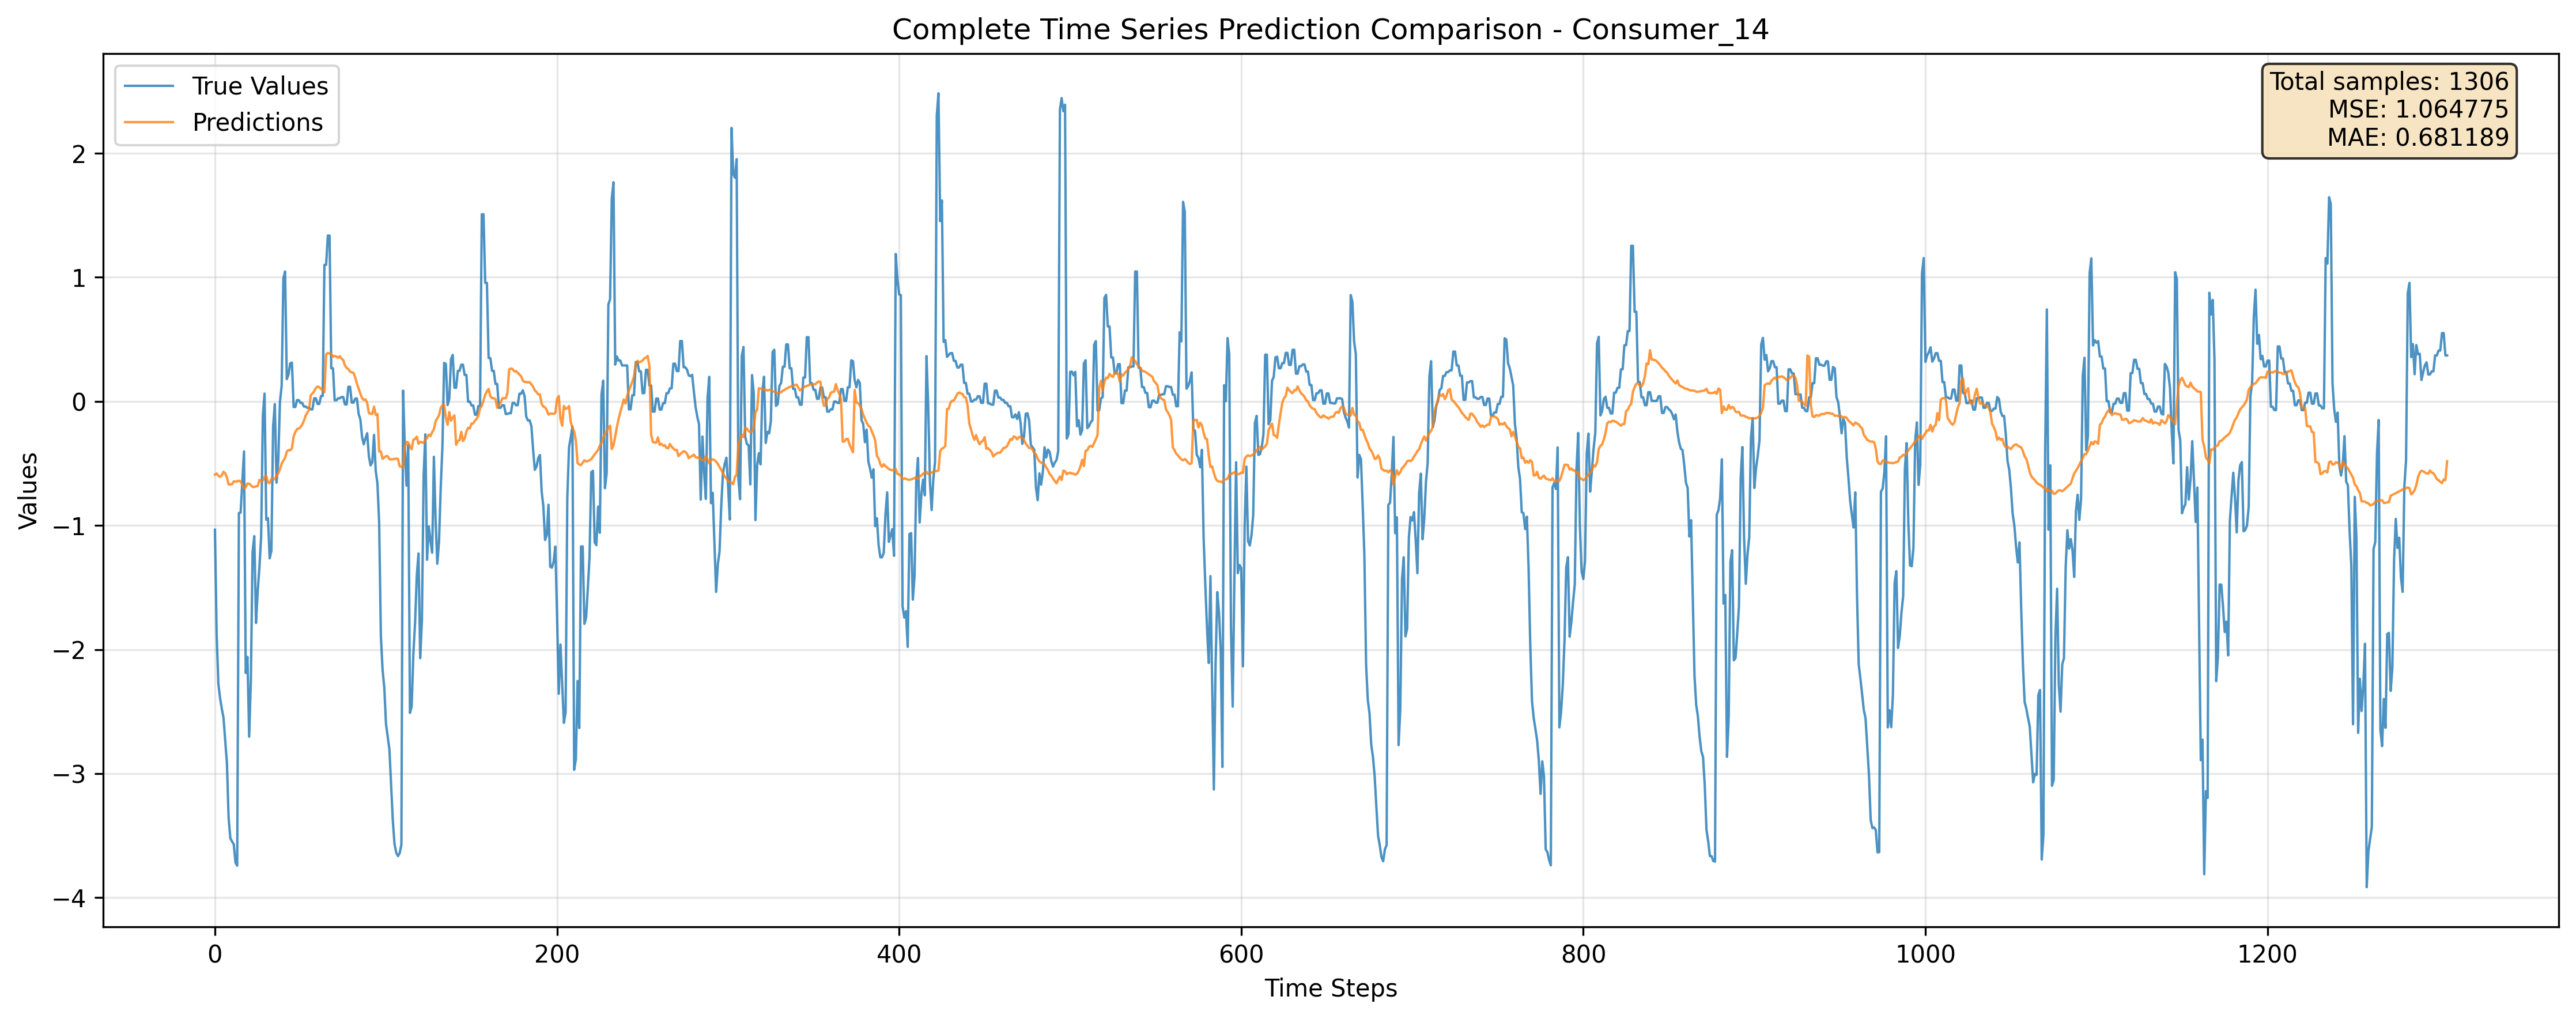 Complete Time Series Prediction Comparison - Consumer_14
True Values
Predictions
Total samples: 1306
MSE: 1.064775
MAE: 0.681189
Values
2
1
0
−1
−2
−3
−4
0
200
400
600
800
1000
1200
Time Steps